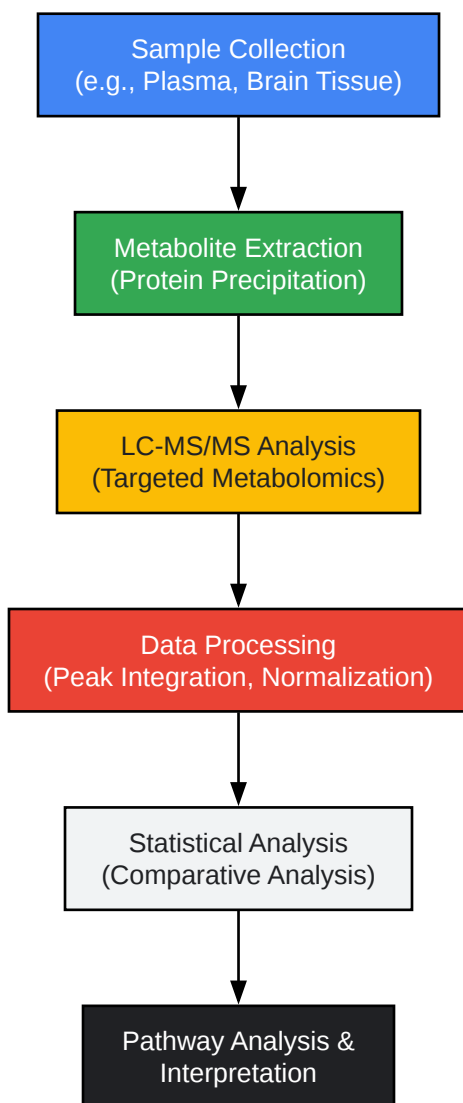 Sample Collection
(e.g., Plasma, Brain Tissue)
Metabolite Extraction
(Protein Precipitation)
LC-MS/MS Analysis
(Targeted Metabolomics)
Data Processing
(Peak Integration, Normalization)
Statistical Analysis
(Comparative Analysis)
Pathway Analysis &
Interpretation